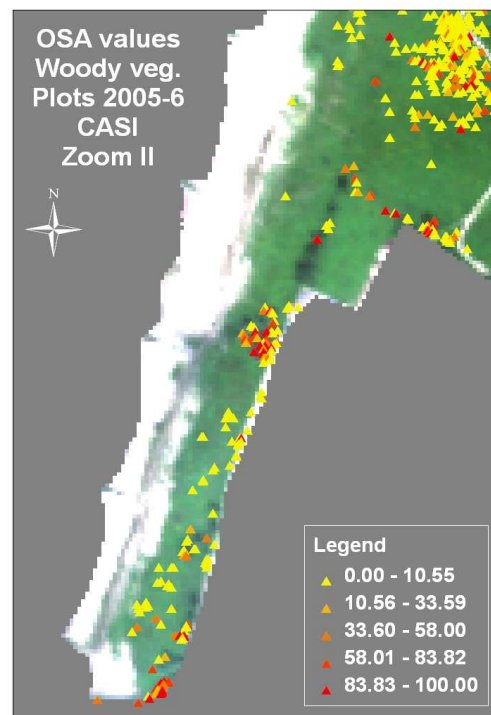 OSA values
Woody veg.
Plots 2005-6
CASI
Zoom II
N
Legend
0.00 - 10.55
10.56 - 33.59
33.60 - 58.00
58.01 - 83.82
83.83 - 100.00